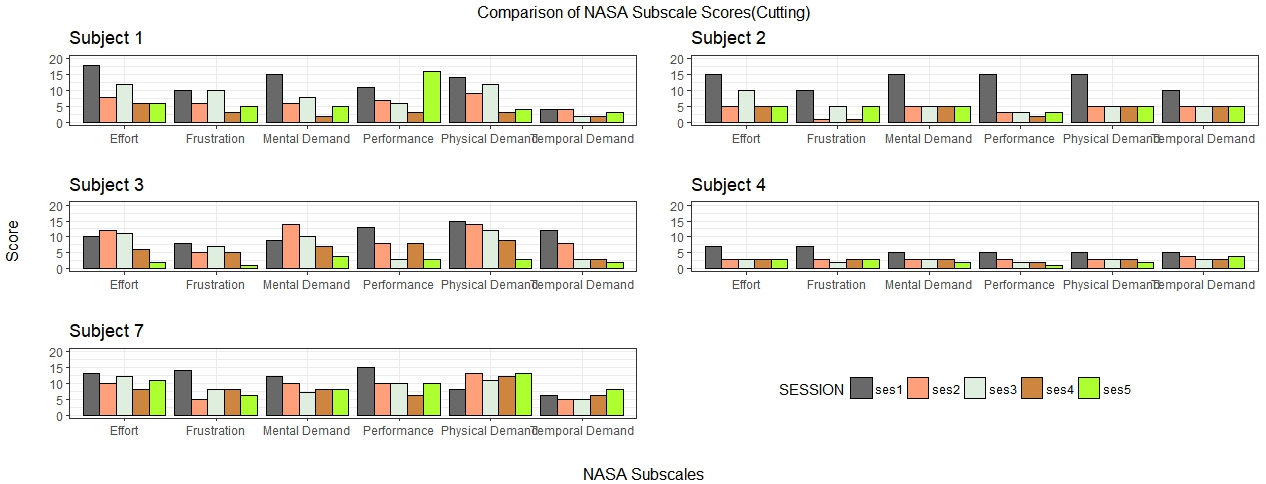 Comparison of NASA Subscale Scores(Cutting)
Subject 1
20
15
10
5
0
Effort Frustration Mental Demand Performance Physical Demand Temporal Demand
Subject 2
20
15
10
5
0
Effort Frustration Mental Demand Performance Physical Demand Temporal Demand
Score
Subject 3
20
15
10
5
0
Effort Frustration Mental Demand Performance Physical Demand Temporal Demand
Subject 4
20
15
10
5
0
Effort Frustration Mental Demand Performance Physical Demand Temporal Demand
Subject 7
20
15
10
5
0
Effort Frustration Mental Demand Performance Physical Demand Temporal Demand
SESSION ses1 ses2 ses3 ses4 ses5
NASA Subscales